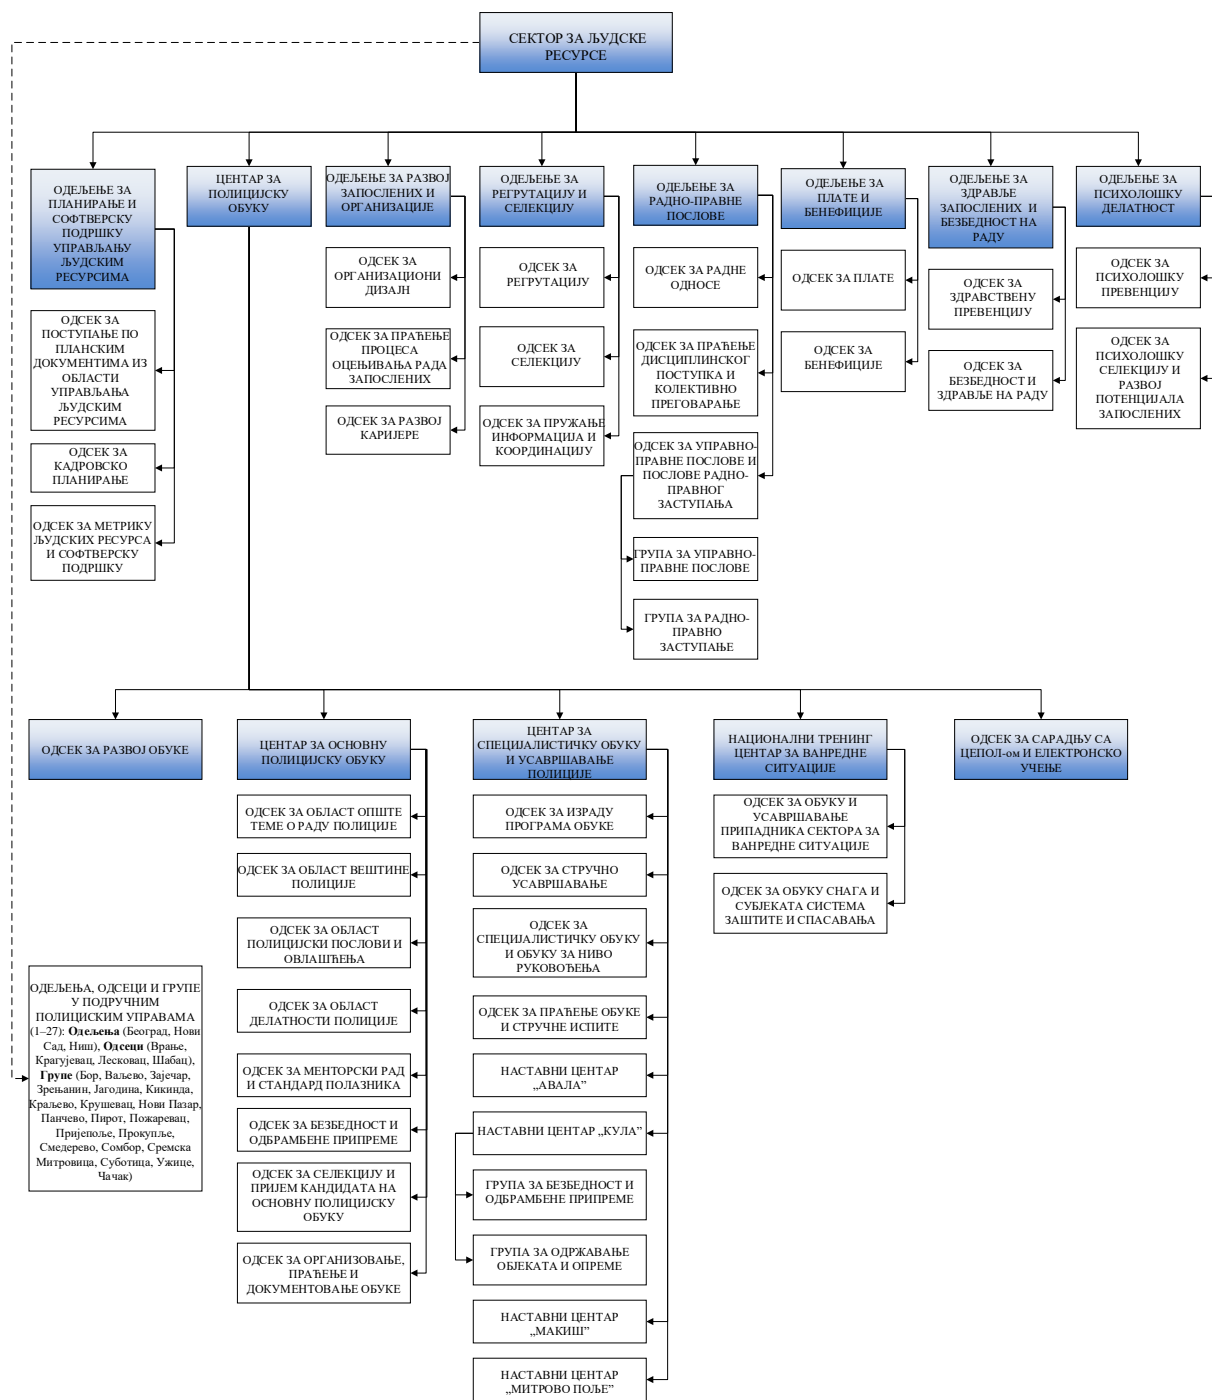 СЕКТОР ЗА ЉУДСКЕ
РЕСУРСЕ
ОДЕЉЕЊЕ ЗА
ПЛАНИРАЊЕ И
СОФТВЕРСКУ
ПОДРШКУ
УПРАВЉАЊУ
ЉУДСКИМ
РЕСУРСИМА
ЦЕНТАР ЗА
ПОЛИЦИЈСКУ
ОБУКУ
ОДЕЉЕЊЕ ЗА РАЗВОЈ
ЗАПОСЛЕНИХ И
ОРГАНИЗАЦИЈЕ
ОДЕЉЕЊЕ ЗА
РЕГРУТАЦИЈУ И
СЕЛЕКЦИЈУ
ОДЕЉЕЊЕ ЗА
РАДНО-ПРАВНЕ
ПОСЛОВЕ
ОДЕЉЕЊЕ ЗА
ПЛАТЕ И
БЕНЕФИЦИЈЕ
ОДЕЉЕЊЕ ЗА
ЗДРАВЉЕ
ЗАПОСЛЕНИХ И
БЕЗБЕДНОСТ НА
РАДУ
ОДЕЉЕЊЕ ЗА
ПСИХОЛОШКУ
ДЕЛАТНОСТ
ОДСЕК ЗА
ПОСТУПАЊЕ ПО
ПЛАНСКИМ
ДОКУМЕНТИМА ИЗ
ОБЛАСТИ
УПРАВЉАЊА
ЉУДСКИМ
РЕСУРСИМА
ОДСЕК ЗА
КАДРОВСКО
ПЛАНИРАЊЕ
ОДСЕК ЗА МЕТРИКУ
ЉУДСКИХ РЕСУРСА
И СОФТВЕРСКУ
ПОДРШКУ
ОДСЕК ЗА
ОРГАНИЗАЦИОНИ
ДИЗАЈН
ОДСЕК ЗА ПРАЋЕЊЕ
ПРОЦЕСА
ОЦЕЊИВАЊА РАДА
ЗАПОСЛЕНИХ
ОДСЕК ЗА РАЗВОЈ
КАРИЈЕРЕ
ОДСЕК ЗА
РЕГРУТАЦИЈУ
ОДСЕК ЗА
СЕЛЕКЦИЈУ
ОДСЕК ЗА ПРУЖАЊЕ
ИНФОРМАЦИЈА И
КООРДИНАЦИЈУ
ОДСЕК ЗА РАДНЕ
ОДНОСЕ
ОДСЕК ЗА ПРАЋЕЊЕ
ДИСЦИПЛИНСКОГ
ПОСТУПКА И
КОЛЕКТИВНО
ПРЕГОВАРАЊЕ
ОДСЕК ЗА УПРАВНО-
ПРАВНЕ ПОСЛОВЕ И
ПОСЛОВЕ РАДНО-
ПРАВНОГ
ЗАСТУПАЊА
ГРУПА ЗА УПРАВНО-
ПРАВНЕ ПОСЛОВЕ
ГРУПА ЗА РАДНО-
ПРАВНО
ЗАСТУПАЊЕ
ОДСЕК ЗА ПЛАТЕ
ОДСЕК ЗА
БЕНЕФИЦИЈЕ
ОДСЕК ЗА
ЗДРАВСТВЕНУ
ПРЕВЕНЦИЈУ
ОДСЕК ЗА
БЕЗБЕДНОСТ И
ЗДРАВЉЕ НА РАДУ
ОДСЕК ЗА
ПСИХОЛОШКУ
ПРЕВЕНЦИЈУ
ОДСЕК ЗА
ПСИХОЛОШКУ
СЕЛЕКЦИЈУ И
РАЗВОЈ
ПОТЕНЦИЈАЛА
ЗАПОСЛЕНИХ
ОДСЕК ЗА РАЗВОЈ ОБУКЕ
ЦЕНТАР ЗА ОСНОВНУ
ПОЛИЦИЈСКУ ОБУКУ
ЦЕНТАР ЗА
СПЕЦИЈАЛИСТИЧКУ ОБУКУ
И УСАВРШАВАЊЕ
ПОЛИЦИЈЕ
НАЦИОНАЛНИ ТРЕНИНГ
ЦЕНТАР ЗА ВАНРЕДНЕ
СИТУАЦИЈЕ
ОДСЕК ЗА САРАДЊУ СА
ЦЕПОЛ-ом И ЕЛЕКТРОНСКО
УЧЕЊЕ
ОДЕЉЕЊА, ОДСЕЦИ И ГРУПЕ
У ПОДРУЧНИМ
ПОЛИЦИСКИМ УПРАВАМА
(1–27): Одељења (Београд, Нови
Сад, Ниш), Одсеци (Врање,
Крагујевац, Лесковац, Шабац),
Групе (Бор, Ваљево, Зајечар,
Зрењанин, Јагодина, Кикинда,
Краљево, Крушевац, Нови Пазар,
Панчево, Пирот, Пожаревац,
Пријепоље, Прокупље,
Смедерево, Сомбор, Сремска
Митровица, Суботица, Ужице,
Чачак)
ОДСЕК ЗА ОБЛАСТ ОПШТЕ
ТЕМЕ О РАДУ ПОЛИЦИЈЕ
ОДСЕК ЗА ОБЛАСТ ВЕШТИНЕ
ПОЛИЦИЈЕ
ОДСЕК ЗА ОБЛАСТ
ПОЛИЦИЈСКИ ПОСЛОВИ И
ОВЛАШЋЕЊА
ОДСЕК ЗА ОБЛАСТ
ДЕЛАТНОСТИ ПОЛИЦИЈЕ
ОДСЕК ЗА МЕНТОРСКИ РАД
И СТАНДАРД ПОЛАЗНИКА
ОДСЕК ЗА БЕЗБЕДНОСТ И
ОДБРАМБЕНЕ ПРИПРЕМЕ
ОДСЕК ЗА СЕЛЕКЦИЈУ И
ПРИЈЕМ КАНДИДАТА НА
ОСНОВНУ ПОЛИЦИЈСКУ
ОБУКУ
ОДСЕК ЗА ОРГАНИЗОВАЊЕ,
ПРАЋЕЊЕ И
ДОКУМЕНТОВАЊЕ ОБУКЕ
ОДСЕК ЗА ИЗРАДУ
ПРОГРАМА ОБУКЕ
ОДСЕК ЗА СТРУЧНО
УСАВРШАВАЊЕ
ОДСЕК ЗА
СПЕЦИЈАЛИСТИЧКУ ОБУКУ
И ОБУКУ ЗА НИВО
РУКОВОЂЕЊА
ОДСЕК ЗА ПРАЋЕЊЕ ОБУКЕ
И СТРУЧНЕ ИСПИТЕ
НАСТАВНИ ЦЕНТАР
„АВАЛА”
НАСТАВНИ ЦЕНТАР „КУЛА”
ГРУПА ЗА БЕЗБЕДНОСТ И
ОДБРАМБЕНЕ ПРИПРЕМЕ
ГРУПА ЗА ОДРЖАВАЊЕ
ОБЈЕКАТА И ОПРЕМЕ
НАСТАВНИ ЦЕНТАР
„МАКИШ”
НАСТАВНИ ЦЕНТАР
„МИТРОВО ПОЉЕ”
ОДСЕК ЗА ОБУКУ И
УСАВРШАВАЊЕ
ПРИПАДНИКА СЕКТОРА ЗА
ВАНРЕДНЕ СИТУАЦИЈЕ
ОДСЕК ЗА ОБУКУ СНАГА И
СУБЈЕКАТА СИСТЕМА
ЗАШТИТЕ И СПАСАВАЊА